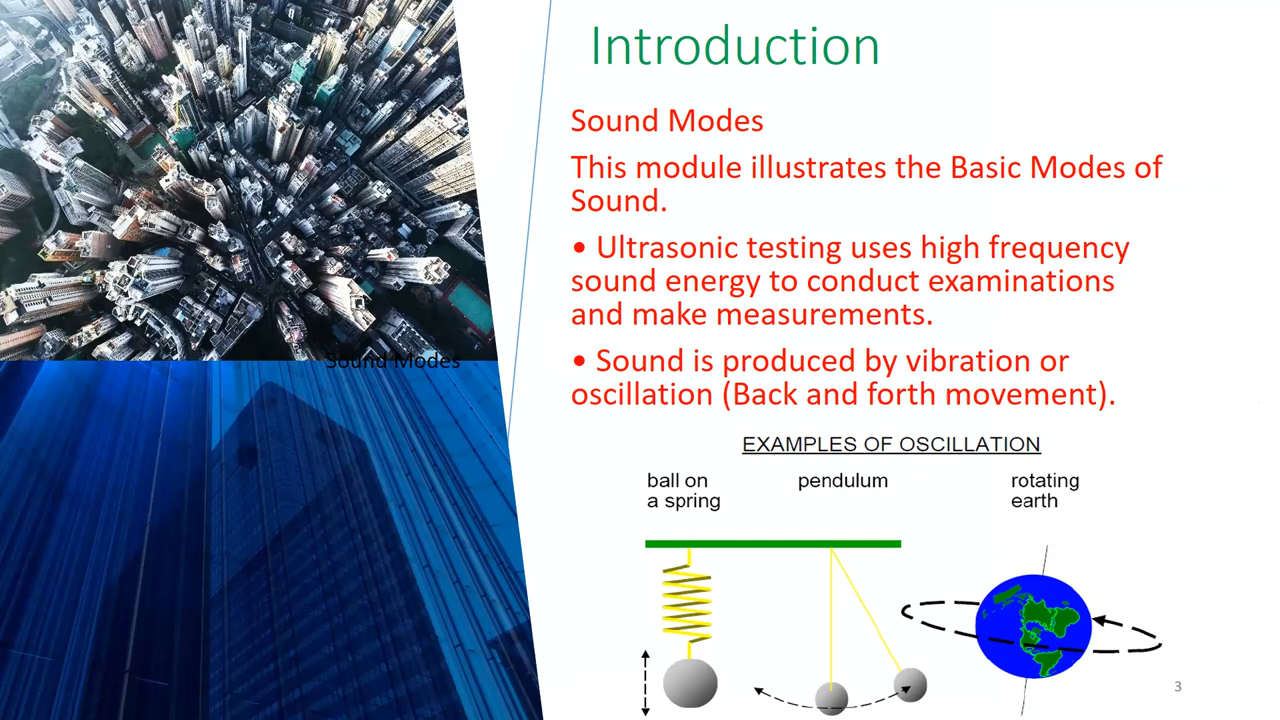 Introduction
Sound Modes
This module illustrates the Basic Modes of
Sound.
• Ultrasonic testing uses high frequency
sound energy to conduct examinations
and make measurements.
• Sound is produced by vibration or
oscillation (Back and forth movement).
Sound Modes
EXAMPLES OF OSCILLATION
ball on
a spring
pendulum
rotating
earth
3